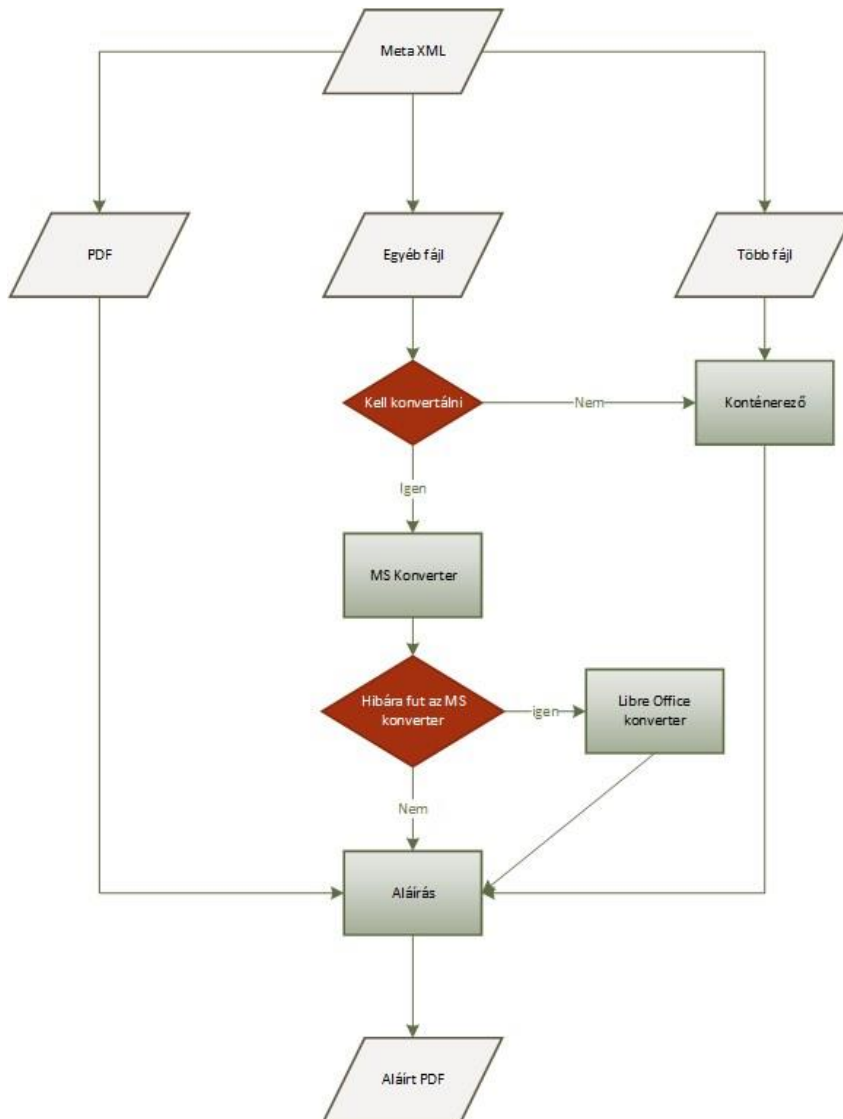 Meta XML
PDF
Egyéb fájl
Több fájl
Kell konvertálni
Nem
Konténerező
Igen
MS Konverter
Hibára fut az MS
konverter
igen
Libre Office
konverter
Nem
Aláírás
Aláírt PDF